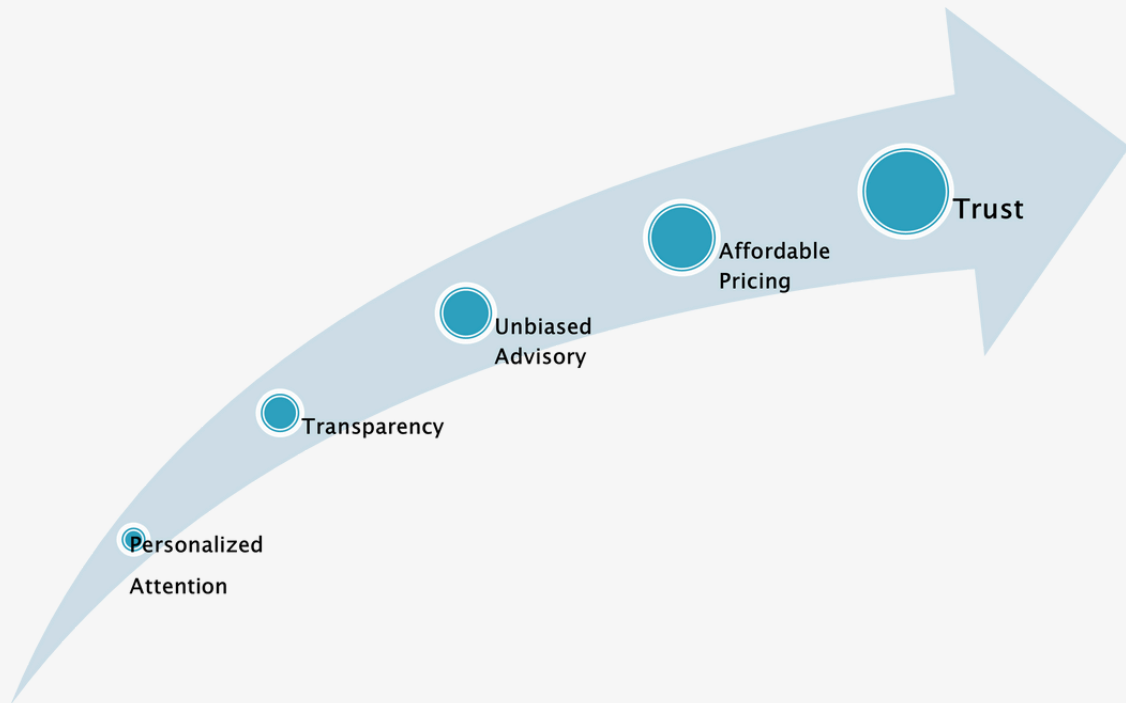 Trust
Affordable
Pricing
Unbiased
Advisory
Transparency
Personalized
Attention